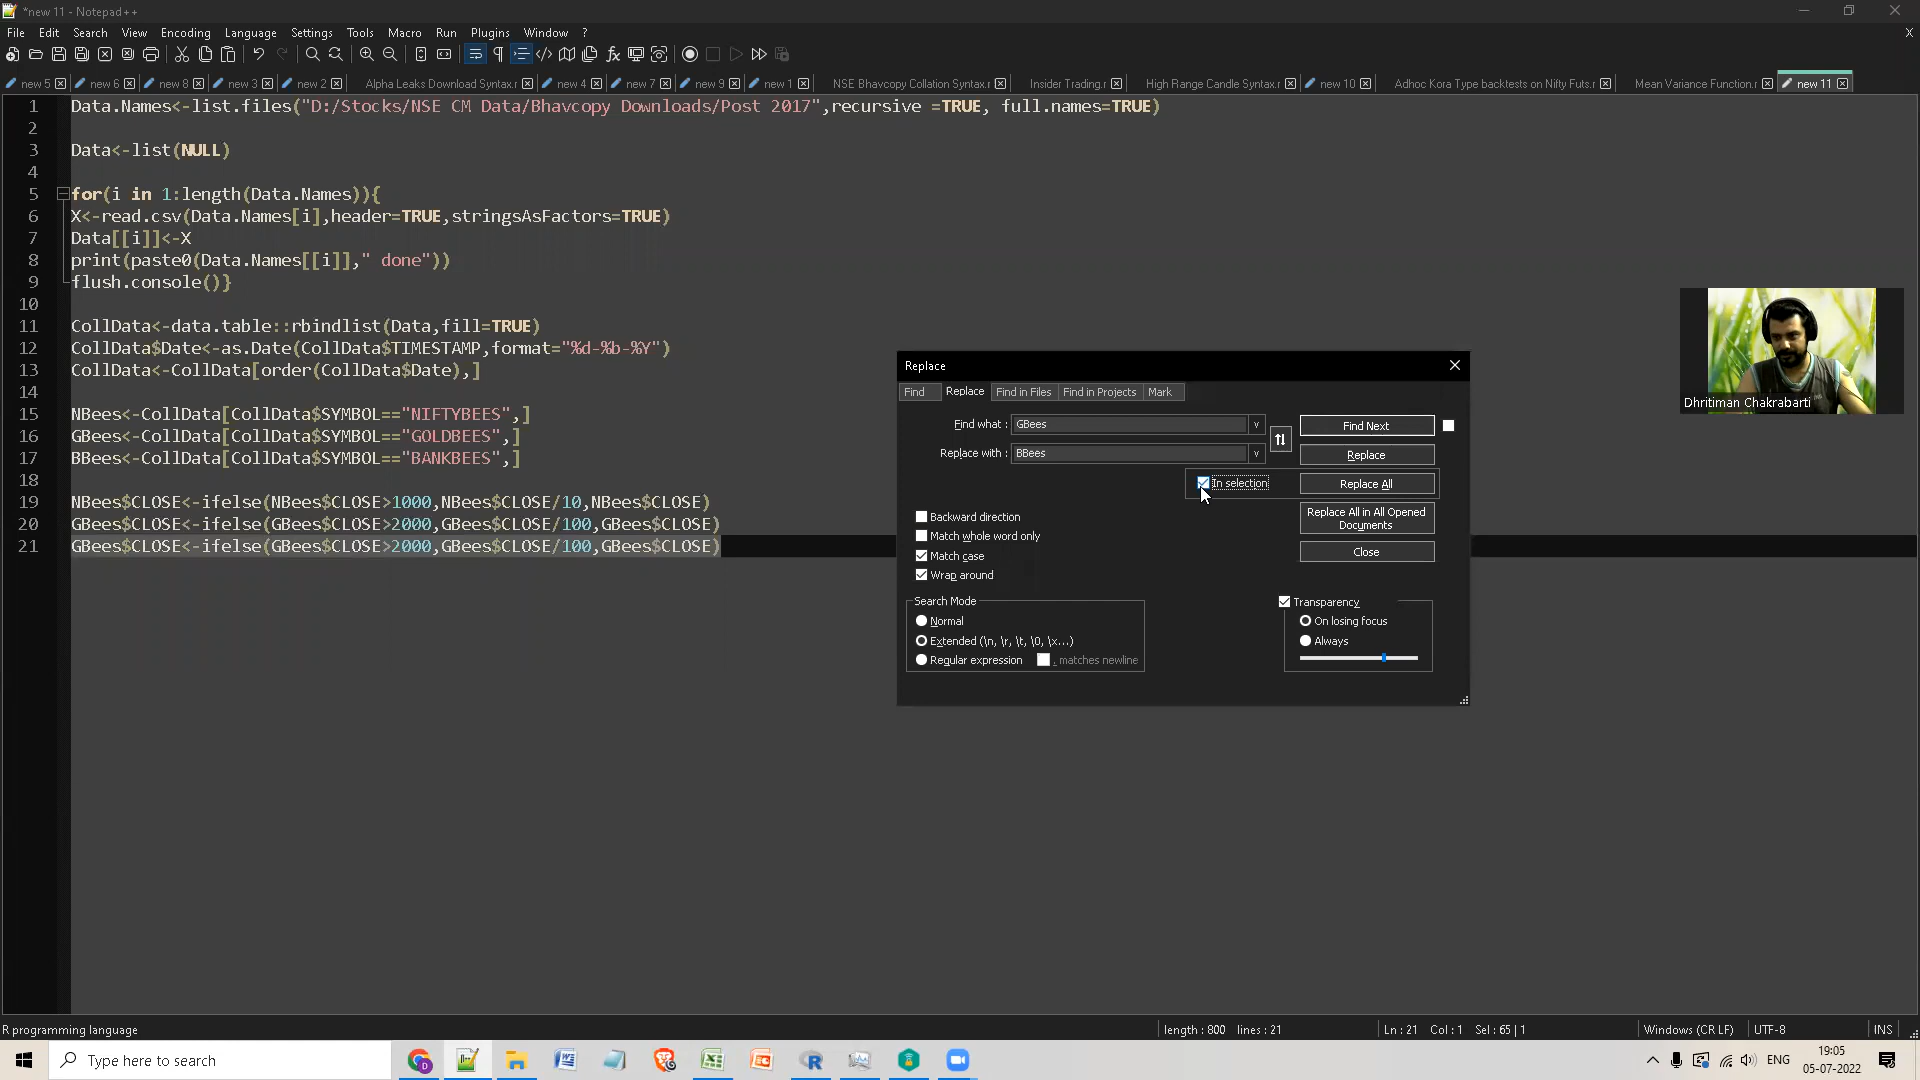 *new 11 - Notepad++
File Edit Search View Encoding Language Settings Tools Macro Run Plugins Window ? X
new 5 new 6 new 8 new 3 new 2 Alpha Leaks Download Syntax.r new 4 new 7 new 9 new 1 NSE Bhavcopy Collation Syntax.r Insider Trading.r High Range Candle Syntax.r new 10 Adhoc Kora Type backtests on Nifty Futs.r Mean Variance Function.r new 11
1 Data.Names<-list.files("D:/Stocks/NSE CM Data/Bhavcopy Downloads/Post 2017",recursive =TRUE, full.names=TRUE)
2
3 Data<-list(NULL)
4
5 for(i in 1:length(Data.Names)){
6 X<-read.csv(Data.Names[i],header=TRUE,stringsAsFactors=TRUE)
7 Data[[i]]<-X
8 print(paste0(Data.Names[[i]]," done"))
9 flush.console()}
10
11 CollData<-data.table::rbindlist(Data,fill=TRUE)
12 CollData$Date<-as.Date(CollData$TIMESTAMP,format="%d-%b-%Y")
13 CollData<-CollData[order(CollData$Date),]
14
15 NBees<-CollData[CollData$SYMBOL=="NIFTYBEES",]
16 GBees<-CollData[CollData$SYMBOL=="GOLDBEES",]
17 BBees<-CollData[CollData$SYMBOL=="BANKBEES",]
18
19 NBees$CLOSE<-ifelse(NBees$CLOSE>1000,NBees$CLOSE/10,NBees$CLOSE)
20 GBees$CLOSE<-ifelse(GBees$CLOSE>2000,GBees$CLOSE/100,GBees$CLOSE)
21 GBees$CLOSE<-ifelse(GBees$CLOSE>2000,GBees$CLOSE/100,GBees$CLOSE)
Dhritiman Chakrabarti
Replace
Find Replace Find in Files Find in Projects Mark
Find what : GBees Find Next
Replace with : BBees Replace
In selection Replace All
Replace All in All Opened
Documents
Close
Backward direction
Match whole word only
Match case
Wrap around
Search Mode
Normal
Extended (\n, \r, \t, \0, \x...)
Regular expression . matches newline
Transparency
On losing focus
Always
R programming language length : 800 lines : 21 Ln : 21 Col : 1 Sel : 65 | 1 Windows (CR LF) UTF-8 INS
Type here to search ENG 19:05
05-07-2022